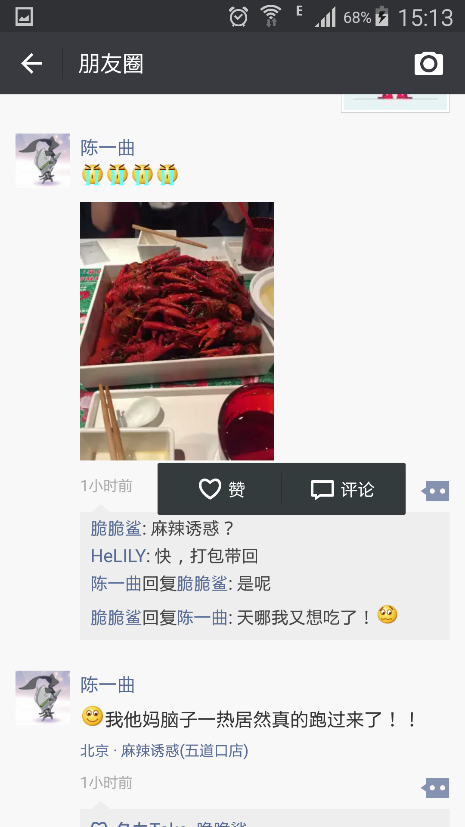 E 68% 15:13
朋友圈
陈一曲
1小时前
赞 评论
脆脆鲨: 麻辣诱惑？
HeLILY: 快，打包带回
陈一曲回复脆脆鲨: 是呢
脆脆鲨回复陈一曲: 天哪我又想吃了！
陈一曲
我他妈脑子一热居然真的跑过来了！！
北京 · 麻辣诱惑(五道口店)
1小时前